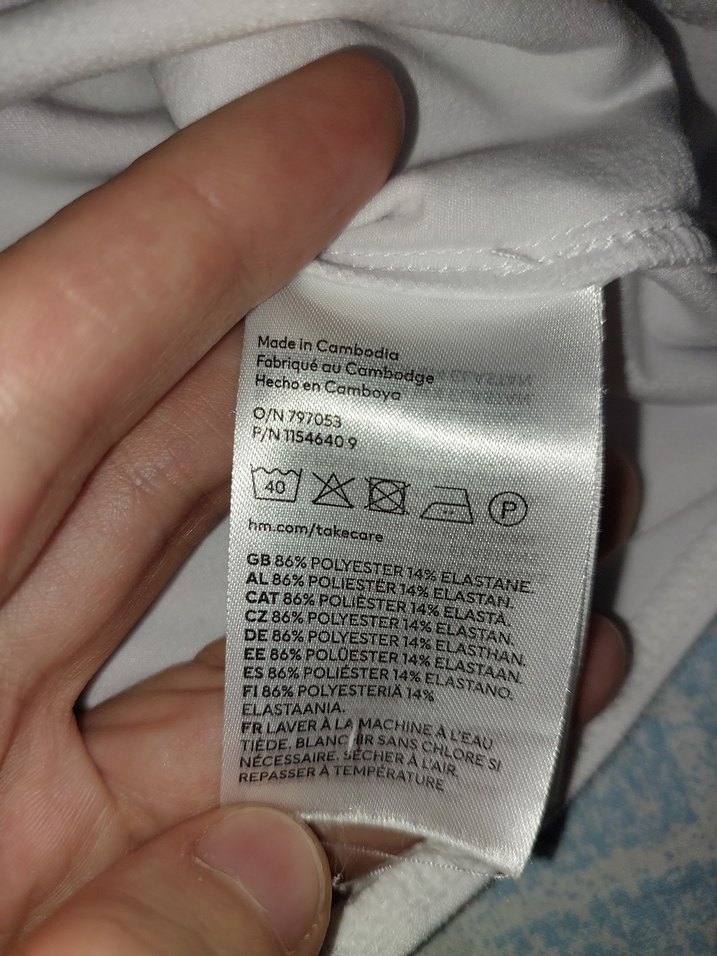 Made in Cambodia
Fabriqué au Cambodge
Hecho en Camboya
O/N 797053
P/N 1154640 9
40
P
hm.com/takecare
GB 86% POLYESTER 14% ELASTANE.
AL 86% POLIESTËR 14% ELASTAN.
CAT 86% POLIÈSTER 14% ELASTÀ.
CZ 86% POLYESTER 14% ELASTAN.
DE 86% POLYESTER 14% ELASTHAN.
EE 86% POLÜESTER 14% ELASTAAN.
ES 86% POLIÉSTER 14% ELASTANO.
FI 86% POLYESTERIÄ 14%
ELASTAANIA.
FR LAVER À LA MACHINE À L'EAU
TIÈDE. BLANCHIR SANS CHLORE SI
NÉCESSAIRE. SÉCHER À L'AIR.
REPASSER À TEMPÉRATURE